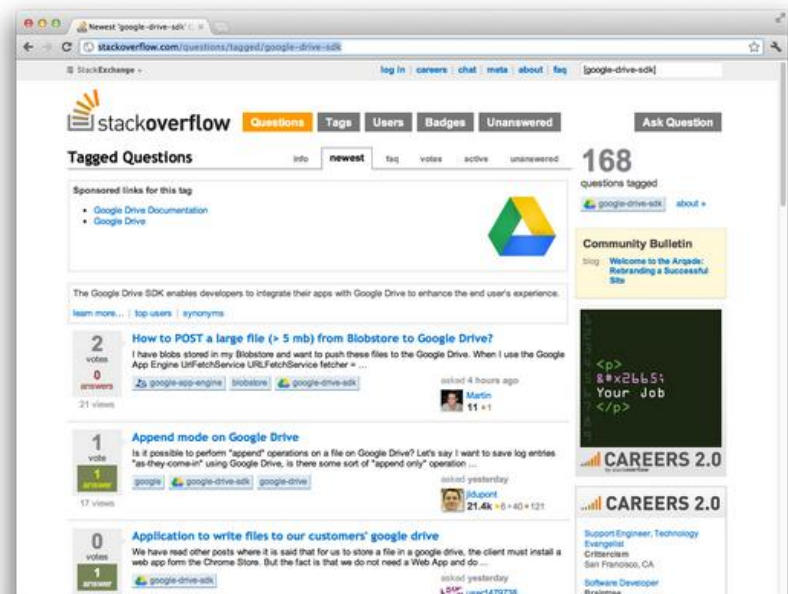 Newest 'google-drive-sdk'
stackoverflow.com/questions/tagged/google-drive-sdk
StackExchange
log in | careers | chat | meta | about | faq
[google-drive-sdk]
stackoverflow
Questions
Tags
Users
Badges
Unanswered
Ask Question
Tagged Questions
info
newest
faq
votes
active
unanswered
168
questions tagged
google-drive-sdk
about »
Sponsored links for this tag
• Google Drive Documentation
• Google Drive
Community Bulletin
blog
Welcome to the Arqade:
Rebranding a Successful
Site
The Google Drive SDK enables developers to integrate their apps with Google Drive to enhance the end user's experience.
learn more... | top users | synonyms
2
votes
0
answers
21 views
How to POST a large file (> 5 mb) from Blobstore to Google Drive?
I have blobs stored in my Blobstore and want to push these files to the Google Drive. When I use the Google
App Engine UrlFetchService URLFetchService fetcher = ...
google-app-engine
blobstore
google-drive-sdk
asked 4 hours ago
Martin
11 •1
<p>
&#x2665;
Your Job
</p>
CAREERS 2.0
by stackoverflow
1
vote
1
answer
17 views
Append mode on Google Drive
Is it possible to perform "append" operations on a file on Google Drive? Let's say I want to save log entries
"as-they-come-in" using Google Drive, is there some sort of "append only" operation ...
google
google-drive-sdk
google-drive
asked yesterday
jldupont
21.4k •6 •40 •121
CAREERS 2.0
0
votes
1
answer
Application to write files to our customers' google drive
We have read other posts where it is said that for us to store a file in a google drive, the client must install a
web app form the Chrome Store. But the fact is that we do not need a Web App and do ...
google-drive-sdk
asked yesterday
user1479738
Support Engineer, Technology
Evangelist
Crittercism
San Francisco, CA
Software Developer
Braintree